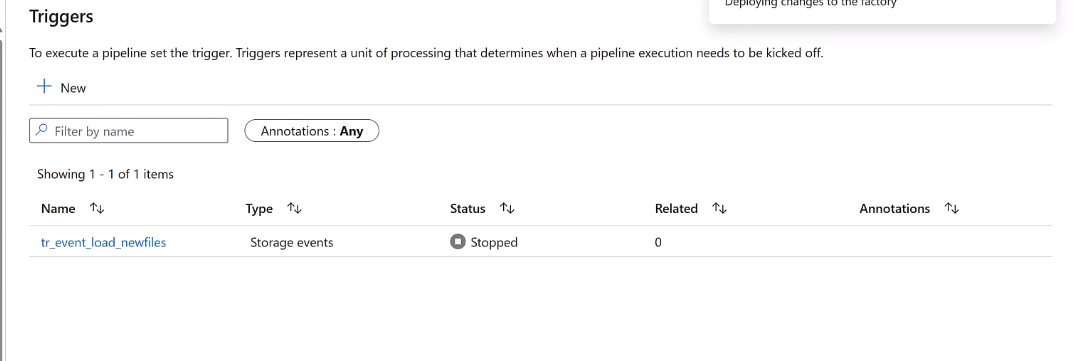 Deploying changes to the factory
Triggers
To execute a pipeline set the trigger. Triggers represent a unit of processing that determines when a pipeline execution needs to be kicked off.
New
Filter by name
Annotations : Any
Showing 1 - 1 of 1 items
Name Type Status Related Annotations
tr_event_load_newfiles Storage events Stopped 0